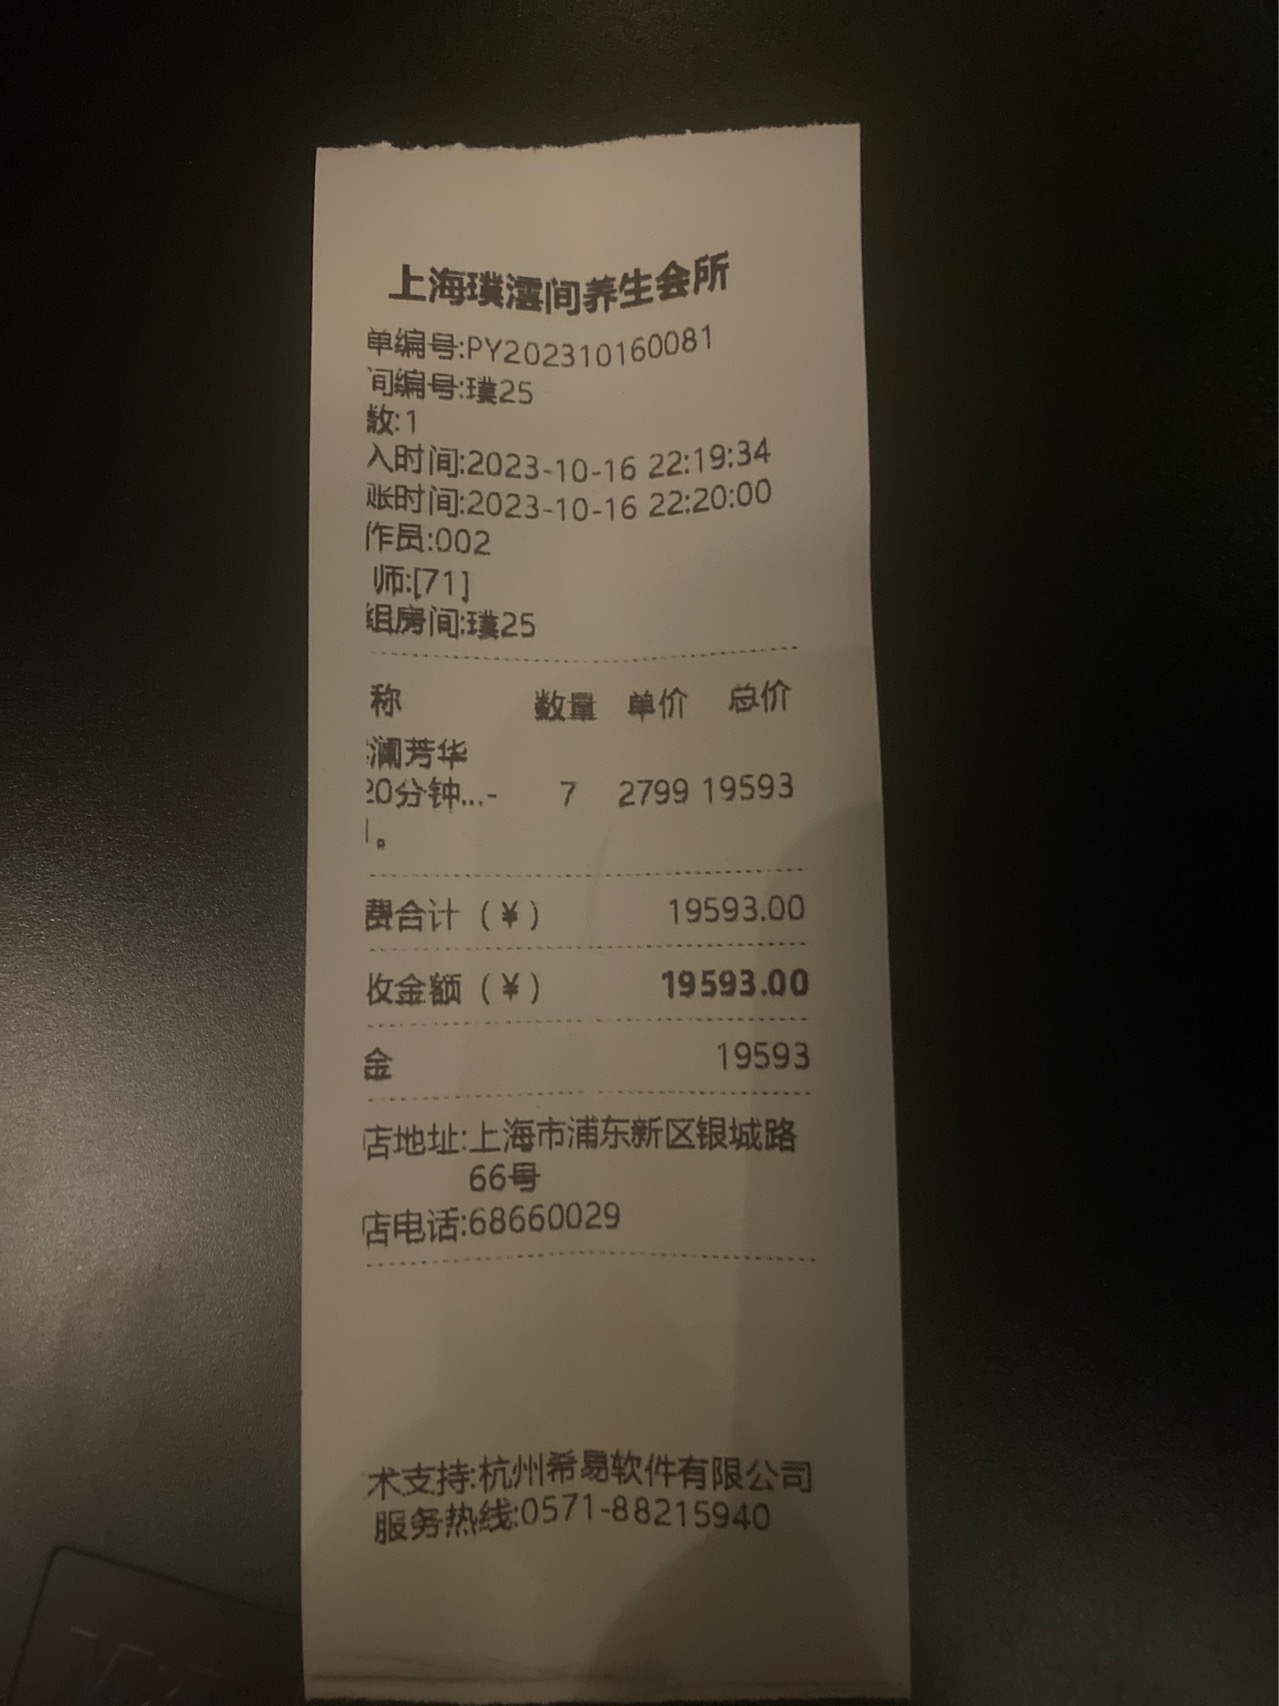 上海璞澐间养生会所
单编号:PY202310160081
间编号:璞25
数:1
入时间:2023-10-16 22:19:34
账时间:2023-10-16 22:20:00
作员:002
师:[71]
组房间:璞25
称 数量 单价 总价
澜芳华
20分钟...- 7 2799 19593
。
费合计（¥） 19593.00
收金额（¥） 19593.00
金 19593
店地址:上海市浦东新区银城路
66号
店电话:68660029
术支持:杭州希易软件有限公司
服务热线:0571-88215940